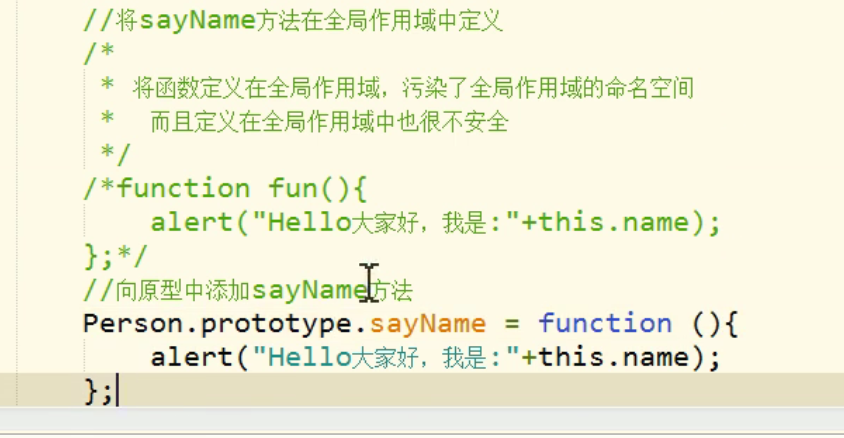 //将sayName方法在全局作用域中定义
/*
 * 将函数定义在全局作用域，污染了全局作用域的命名空间
 *  而且定义在全局作用域中也很不安全
 */
/*function fun(){
    alert("Hello大家好，我是:"+this.name);
};*/
//向原型中添加sayName方法
Person.prototype.sayName = function (){
    alert("Hello大家好，我是:"+this.name);
};